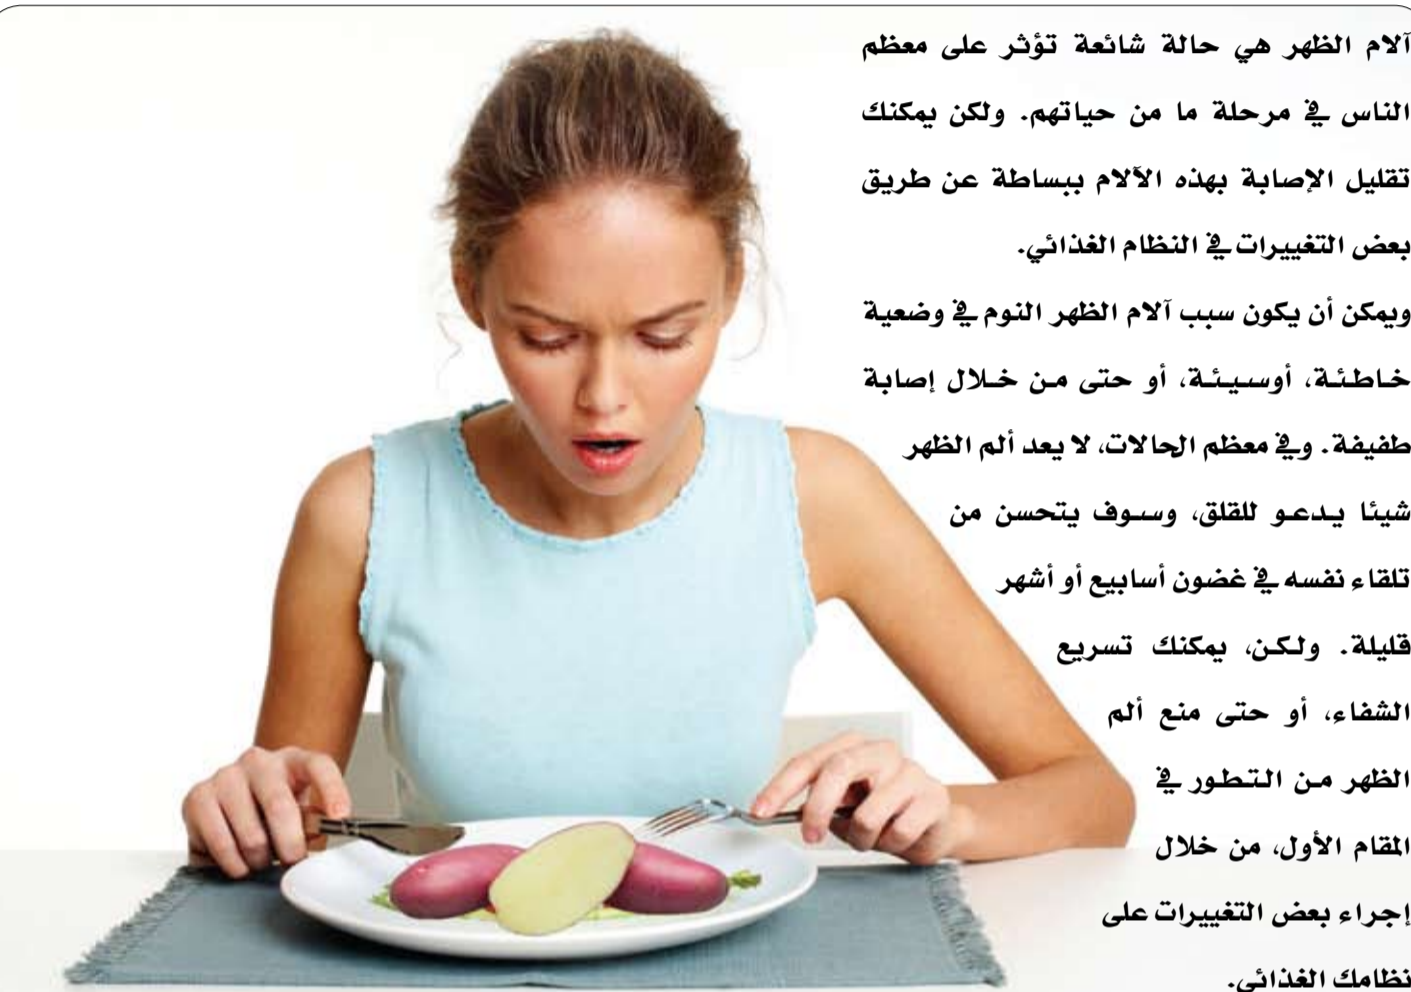 آلام الظهر هي حالة شائعة تؤثر على معظم
الناس في مرحلة ما من حياتهم. ولكن يمكنك
تقليل الإصابة بهذه الآلام ببساطة عن طريق
بعض التغييرات في النظام الغذائي.
ويمكن أن يكون سبب آلام الظهر النوم في وضعية
خاطئة، أوسيئة، أو حتى من خلال إصابة
طفيفة. وفي معظم الحالات، لا يعد ألم الظهر
شيئا يدعو للقلق، وسوف يتحسن من
تلقاء نفسه في غضون أسابيع أو أشهر
قليلة. ولكن، يمكنك تسريع
الشفاء، أو حتى منع ألم
الظهر من التطور في
المقام الأول، من خلال
إجراء بعض التغييرات على
نظامك الغذائي.